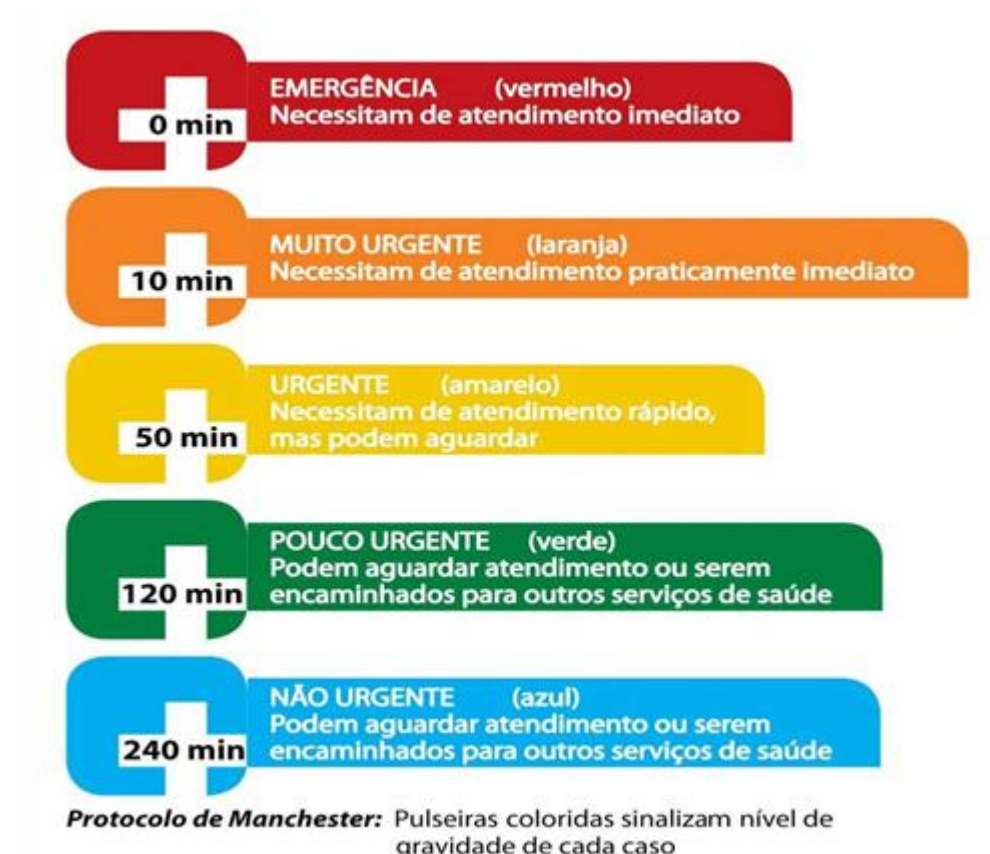 EMERGÊNCIA (vermelho)
0 min Necessitam de atendimento imediato
MUITO URGENTE (laranja)
10 min Necessitam de atendimento praticamente imediato
URGENTE (amarelo)
Necessitam de atendimento rápido,
50 min mas podem aguardar
POUCO URGENTE (verde)
Podem aguardar atendimento ou serem
120 min encaminhados para outros serviços de saúde
NÃO URGENTE (azul)
Podem aguardar atendimento ou serem
240 min encaminhados para outros serviços de saúde
Protocolo de Manchester: Pulseiras coloridas sinalizam nível de
gravidade de cada caso